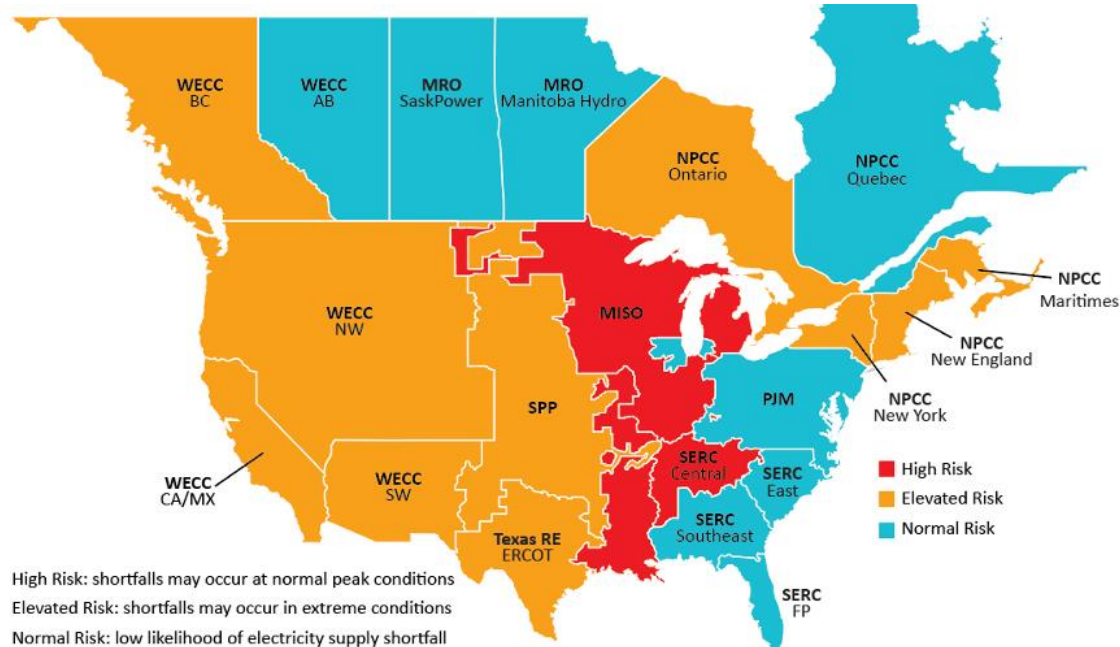 WECC
BC
WECC
AB
MRO
SaskPower
MRO
Manitoba Hydro
NPCC
Ontario
NPCC
Quebec
NPCC
Maritimes
NPCC
New England
NPCC
New York
WECC
NW
MISO
SPP
PJM
WECC
CA/MX
WECC
SW
SERC
Central
SERC
East
SERC
Southeast
Texas RE
ERCOT
SERC
FP
High Risk
Elevated Risk
Normal Risk
High Risk: shortfalls may occur at normal peak conditions
Elevated Risk: shortfalls may occur in extreme conditions
Normal Risk: low likelihood of electricity supply shortfall